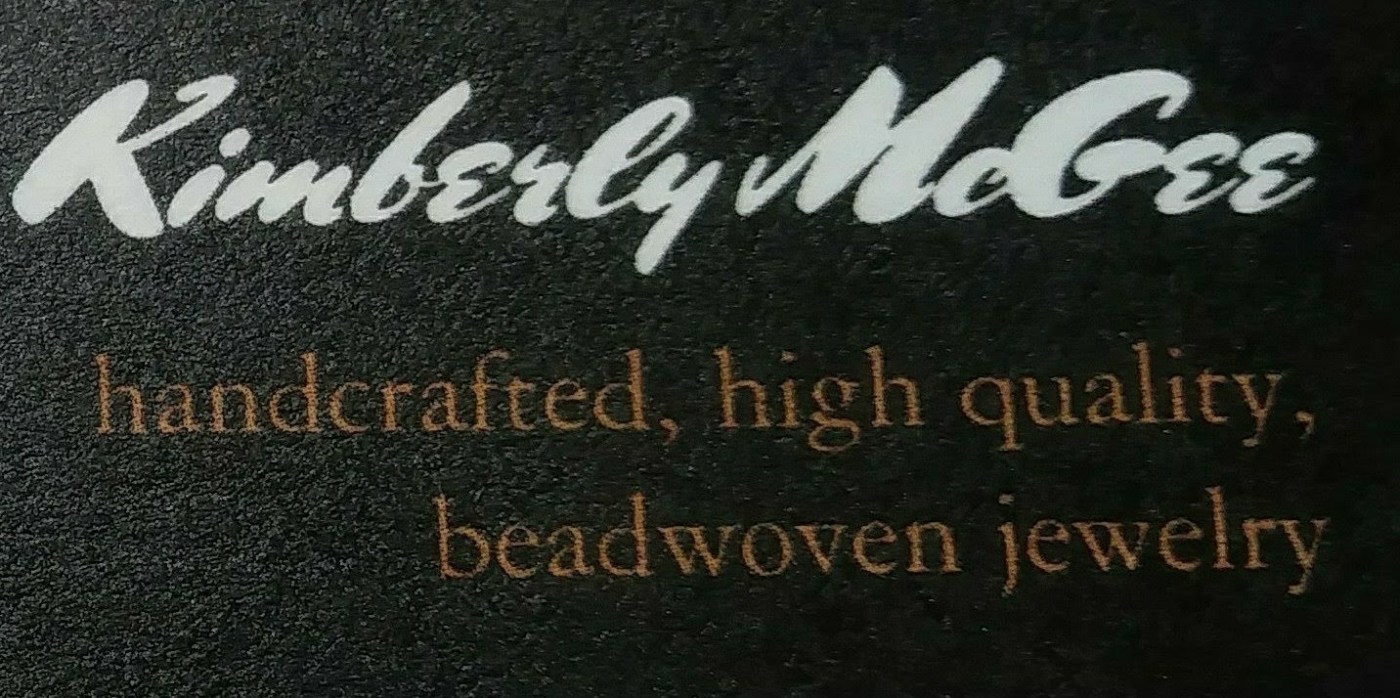 Kimberly McGee
handcrafted, high quality,
beadwoven jewelry